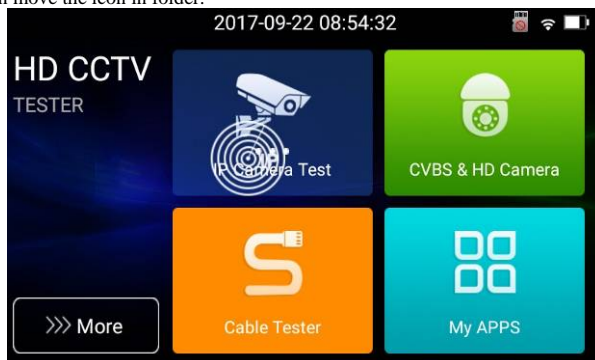 move the icon in folder.
2017-09-22 08:54:32
HD CCTV
TESTER
IP Camera Test
CVBS & HD Camera
>>> More
Cable Tester
My APPS